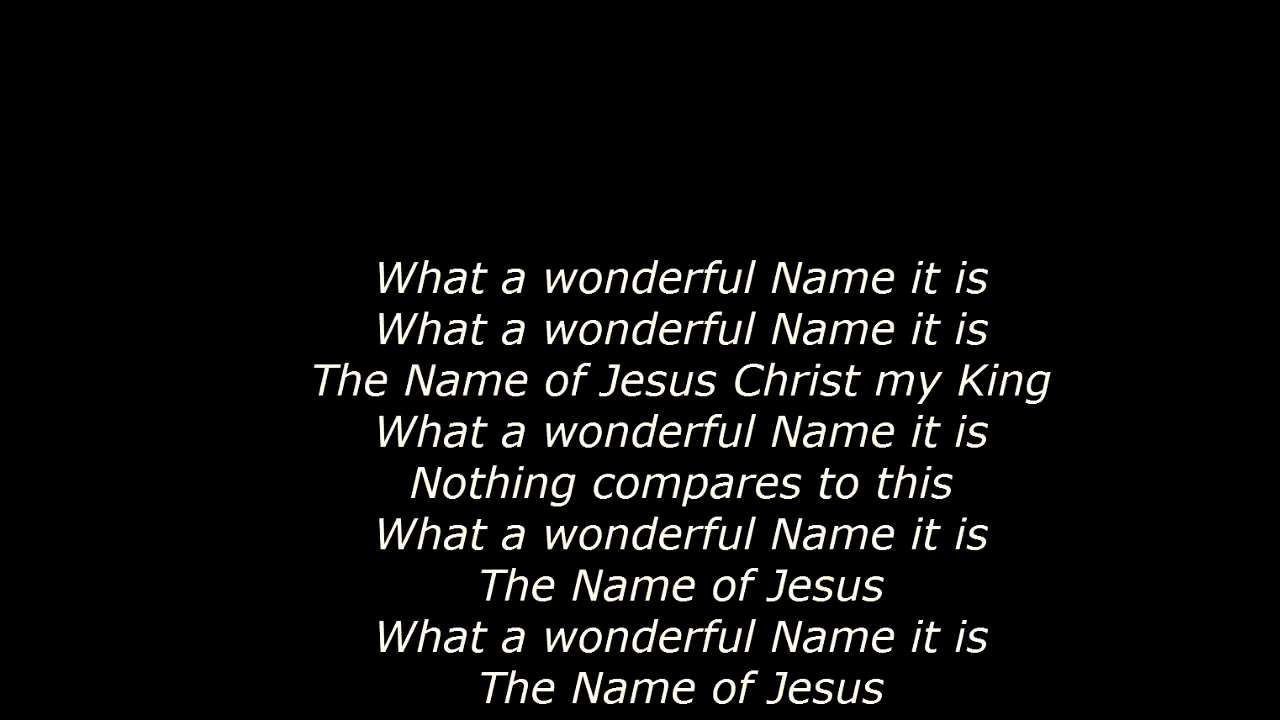 What a wonderful Name it is
What a wonderful Name it is
The Name of Jesus Christ my King
What a wonderful Name it is
Nothing compares to this
What a wonderful Name it is
The Name of Jesus
What a wonderful Name it is
The Name of Jesus